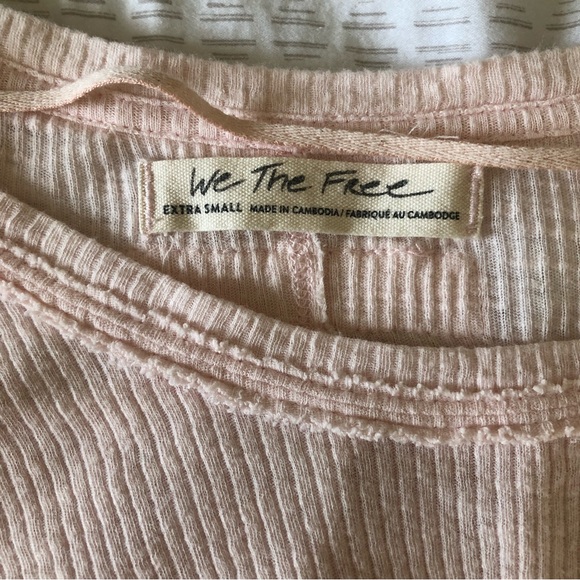 We The Free
EXTRA SMALL MADE IN CAMBODIA/FABRIQUÉ AU CAMBODGE